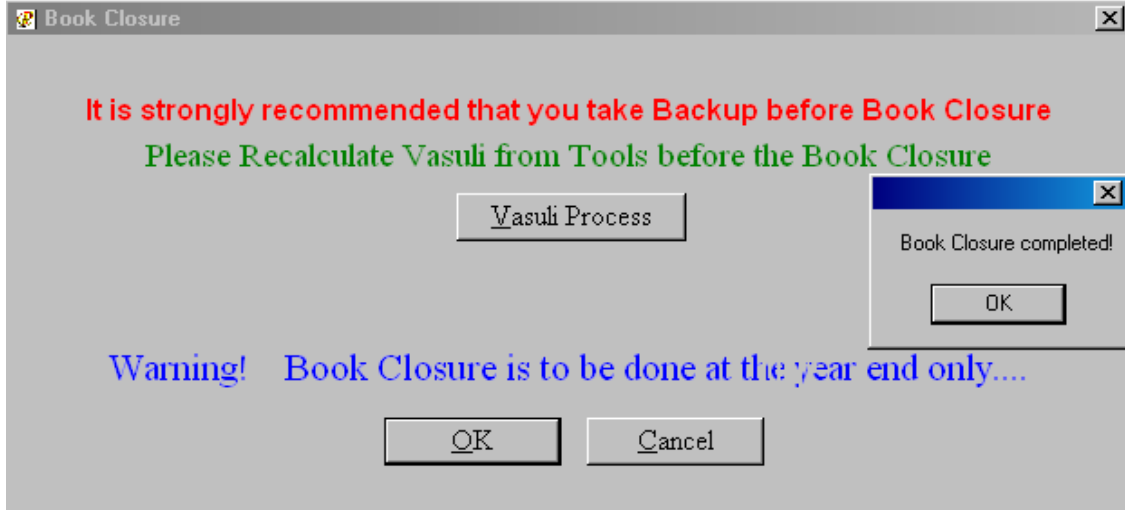 Book Closure
It is strongly recommended that you take Backup before Book Closure
Please Recalculate Vasuli from Tools before the Book Closure
Vasuli Process
Book Closure completed!
OK
Warning! Book Closure is to be done at the year end only....
OK
Cancel